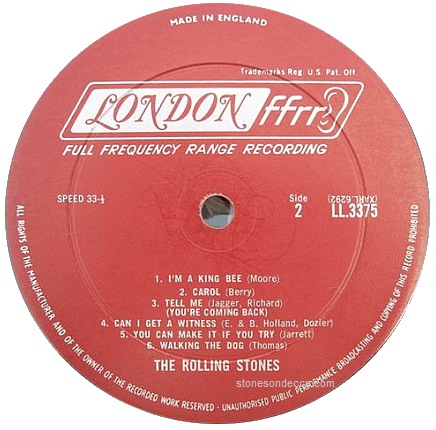 MADE IN ENGLAND
Trademarks Reg. U.S. Pat. Off.
LONDON ffrr
FULL FREQUENCY RANGE RECORDING
SPEED 33-⅓
Side
2
(XARL.6292)
LL.3375
1. I'M A KING BEE (Moore)
2. CAROL (Berry)
3. TELL ME (Jagger, Richard)
(YOU'RE COMING BACK)
4. CAN I GET A WITNESS (E. & B. Holland, Dozier)
5. YOU CAN MAKE IT IF YOU TRY (Jarrett)
6. WALKING THE DOG (Thomas)
THE ROLLING STONES
stonesondecca.com
ALL RIGHTS OF THE MANUFACTURER AND OF THE OWNER OF THE RECORDED WORK RESERVED - UNAUTHORISED PUBLIC PERFORMANCE BROADCASTING AND COPYING OF THIS RECORD PROHIBITED